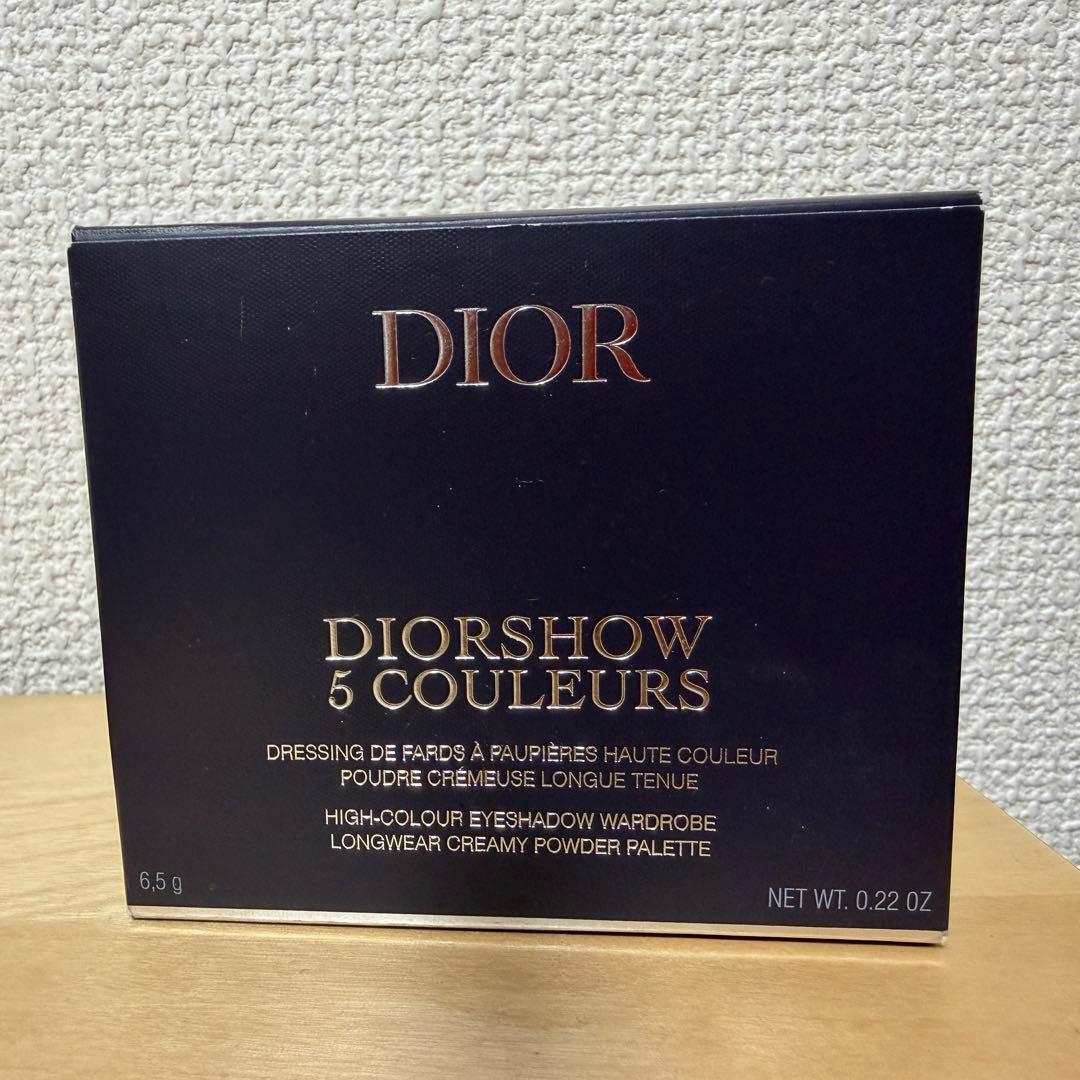 DIOR
DIORSHOW
5 COULEURS
DRESSING DE FARDS À PAUPIÈRES HAUTE COULEUR
POUDRE CRÉMEUSE LONGUE TENUE
HIGH-COLOUR EYESHADOW WARDROBE
LONGWEAR CREAMY POWDER PALETTE
6,5 g
NET WT. 0.22 OZ